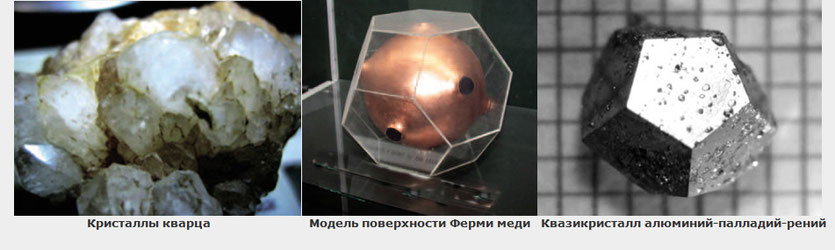 Кристаллы кварца
Модель поверхности Ферми меди
Квазикристалл алюминий-палладий-рений